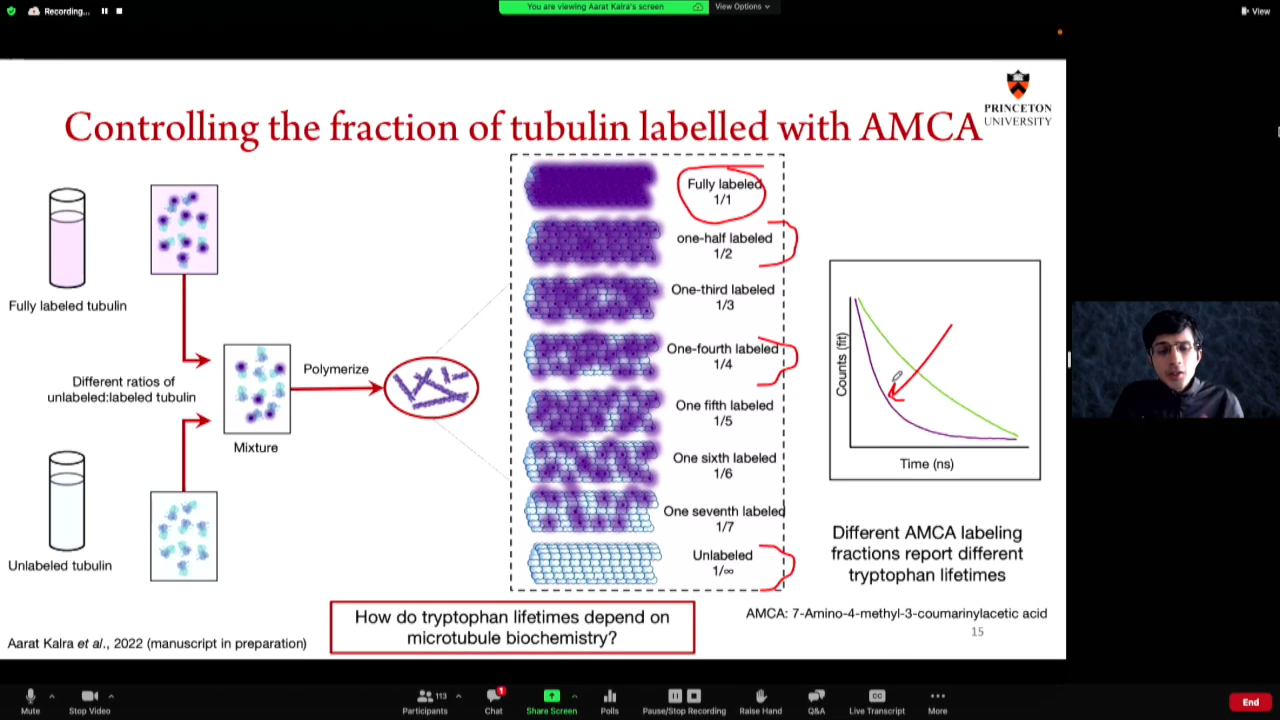 Recording...
You are viewing Aarat Kalra's screen
View Options
View
PRINCETON
UNIVERSITY
Controlling the fraction of tubulin labelled with AMCA
Fully labeled tubulin
Different ratios of
unlabeled:labeled tubulin
Unlabeled tubulin
Mixture
Polymerize
Fully labeled
1/1
one-half labeled
1/2
One-third labeled
1/3
One-fourth labeled
1/4
One fifth labeled
1/5
One sixth labeled
1/6
One seventh labeled
1/7
Unlabeled
1/∞
Counts (fit)
Time (ns)
Different AMCA labeling
fractions report different
tryptophan lifetimes
How do tryptophan lifetimes depend on
microtubule biochemistry?
AMCA: 7-Amino-4-methyl-3-coumarinylacetic acid
15
Aarat Kalra et al., 2022 (manuscript in preparation)
Mute
Stop Video
113
Participants
1
Chat
Share Screen
Polls
Pause/Stop Recording
Raise Hand
Q&A
CC
Live Transcript
More
End